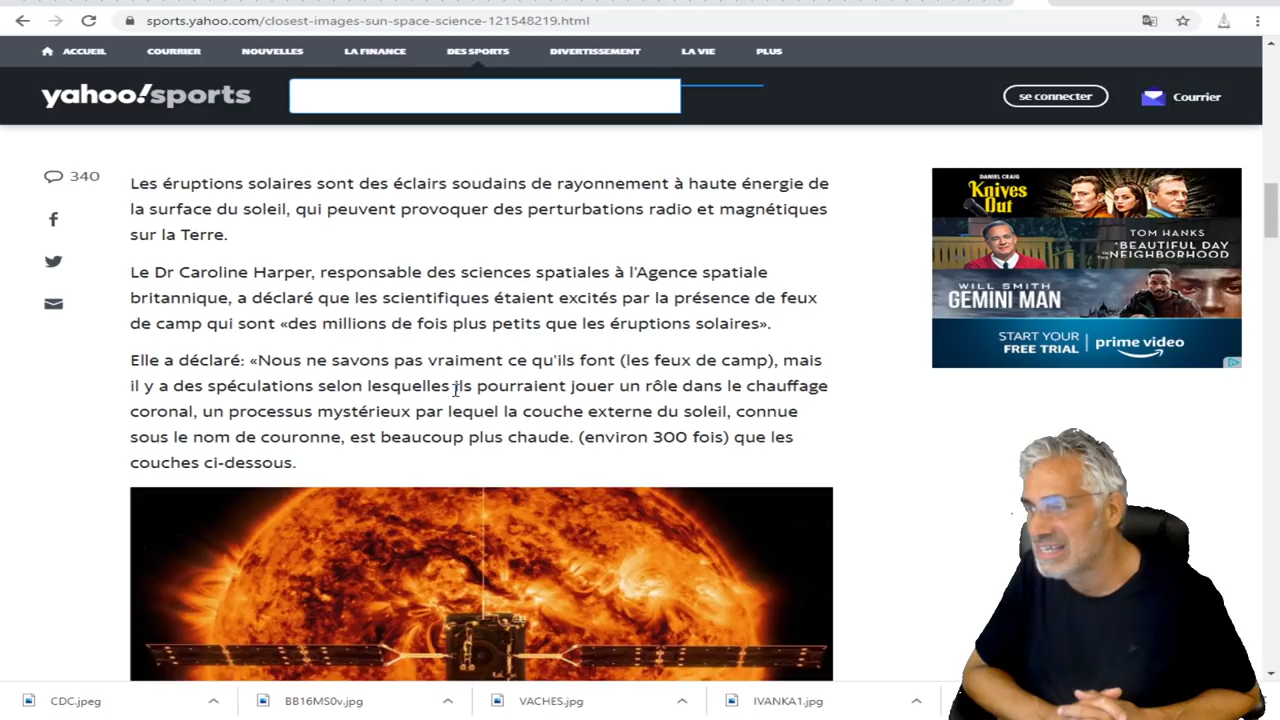 sports.yahoo.com/closest-images-sun-space-science-121548219.html
ACCUEIL COURRIER NOUVELLES LA FINANCE DES SPORTS DIVERTISSEMENT LA VIE PLUS
yahoo!sports
se connecter
Courrier
340
Les éruptions solaires sont des éclairs soudains de rayonnement à haute énergie de
la surface du soleil, qui peuvent provoquer des perturbations radio et magnétiques
sur la Terre.
Le Dr Caroline Harper, responsable des sciences spatiales à l'Agence spatiale
britannique, a déclaré que les scientifiques étaient excités par la présence de feux
de camp qui sont «des millions de fois plus petits que les éruptions solaires».
Elle a déclaré: «Nous ne savons pas vraiment ce qu'ils font (les feux de camp), mais
il y a des spéculations selon lesquelles ils pourraient jouer un rôle dans le chauffage
coronal, un processus mystérieux par lequel la couche externe du soleil, connue
sous le nom de couronne, est beaucoup plus chaude. (environ 300 fois) que les
couches ci-dessous.
DANIEL CRAIG
KNIVES OUT
TOM HANKS
A BEAUTIFUL DAY
IN THE NEIGHBORHOOD
WILL SMITH
GEMINI MAN
START YOUR
FREE TRIAL
prime video
CDC.jpeg
BB16MS0v.jpg
VACHES.jpg
IVANKA1.jpg